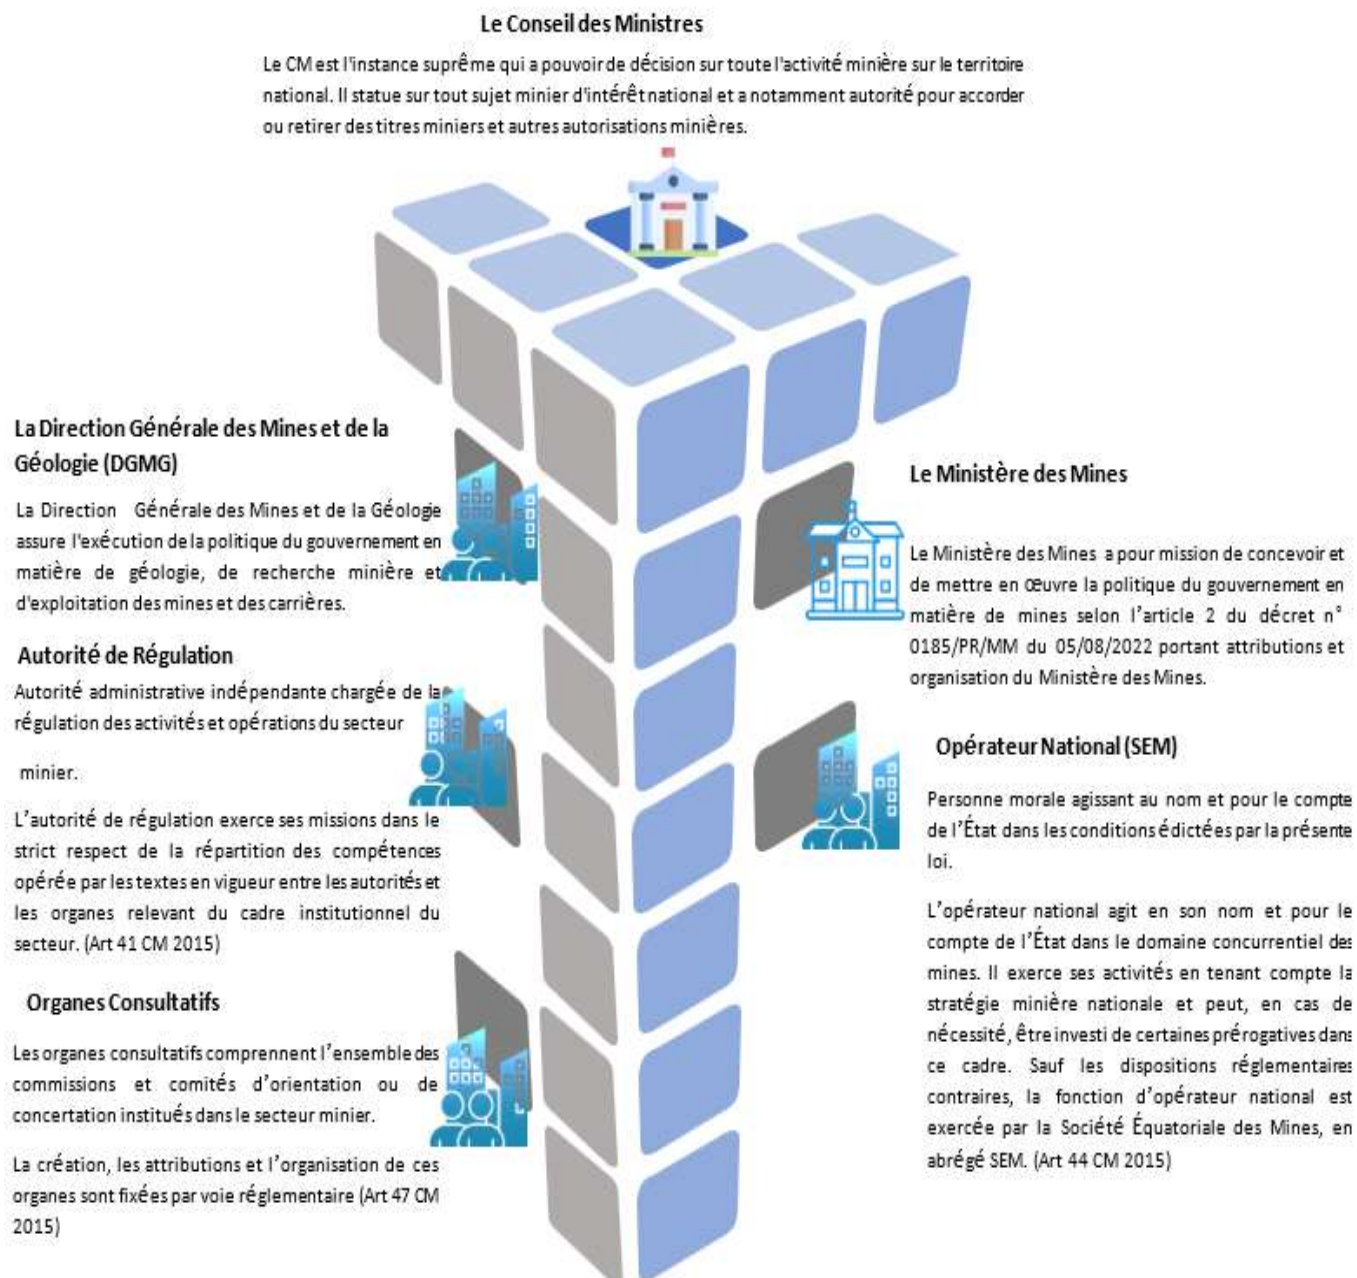 Le Conseil des Ministres
Le CM est l'instance suprême qui a pouvoir de décision sur toute l'activité minière sur le territoire
national. Il statue sur tout sujet minier d'intérêt national et a notamment autorité pour accorder
ou retirer des titres miniers et autres autorisations minières.
La Direction Générale des Mines et de la
Géologie (DGMG)
La Direction Générale des Mines et de la Géologie
assure l'exécution de la politique du gouvernement en
matière de géologie, de recherche minière et
d'exploitation des mines et des carrières.
Autorité de Régulation
Autorité administrative indépendante chargée de la
régulation des activités et opérations du secteur
minier.
L'autorité de régulation exerce ses missions dans le
strict respect de la répartition des compétences
opérée par les textes en vigueur entre les autorités et
les organes relevant du cadre institutionnel du
secteur. (Art 41 CM 2015)
Organes Consultatifs
Les organes consultatifs comprennent l'ensemble des
commissions et comités d'orientation ou de
concertation institués dans le secteur minier.
La création, les attributions et l'organisation de ces
organes sont fixées par voie réglementaire (Art 47 CM
2015)
Le Ministère des Mines
Le Ministère des Mines a pour mission de concevoir et
de mettre en œuvre la politique du gouvernement en
matière de mines selon l'article 2 du décret n°
0185/PR/MM du 05/08/2022 portant attributions et
organisation du Ministère des Mines.
Opérateur National (SEM)
Personne morale agissant au nom et pour le compte
de l'État dans les conditions édictées par la présente
loi.
L'opérateur national agit en son nom et pour le
compte de l'État dans le domaine concurrentiel des
mines. Il exerce ses activités en tenant compte la
stratégie minière nationale et peut, en cas de
nécessité, être investi de certaines prérogatives dans
ce cadre. Sauf les dispositions réglementaires
contraires, la fonction d'opérateur national est
exercée par la Société Équatoriale des Mines, en
abrégé SEM. (Art 44 CM 2015)